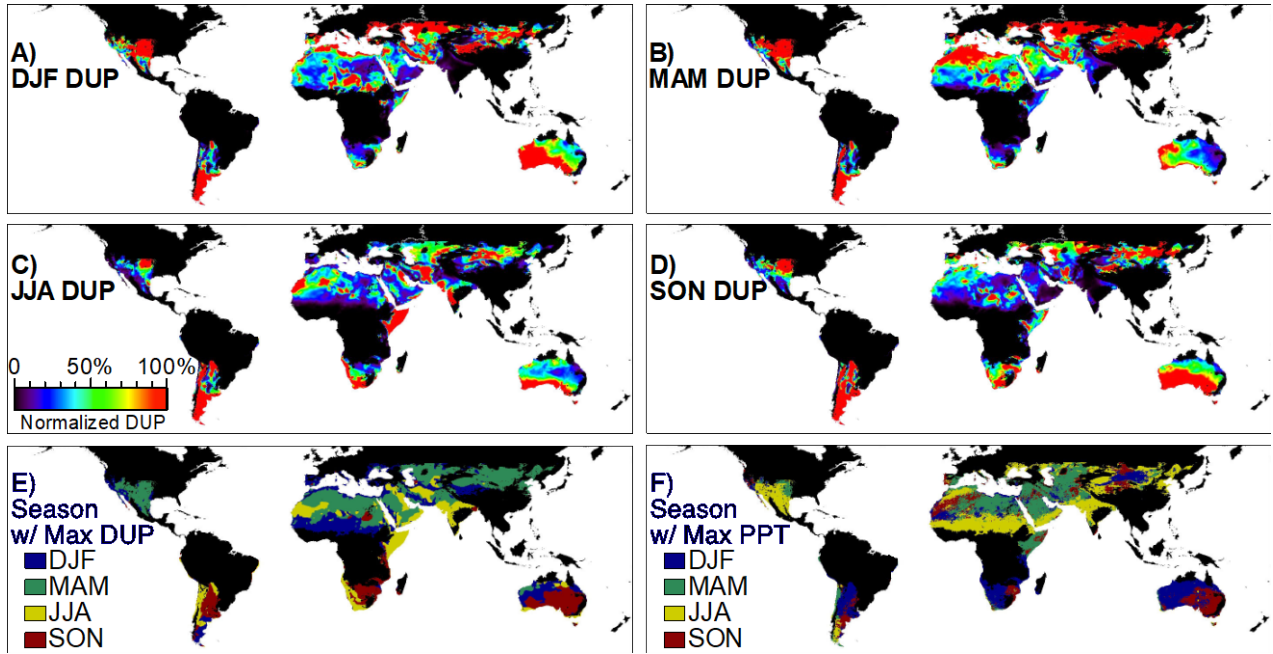 A)
DJF DUP
B)
MAM DUP
C)
JJA DUP
0 50% 100%
Normalized DUP
D)
SON DUP
E)
Season
w/ Max DUP
DJF
MAM
JJA
SON
F)
Season
w/ Max PPT
DJF
MAM
JJA
SON